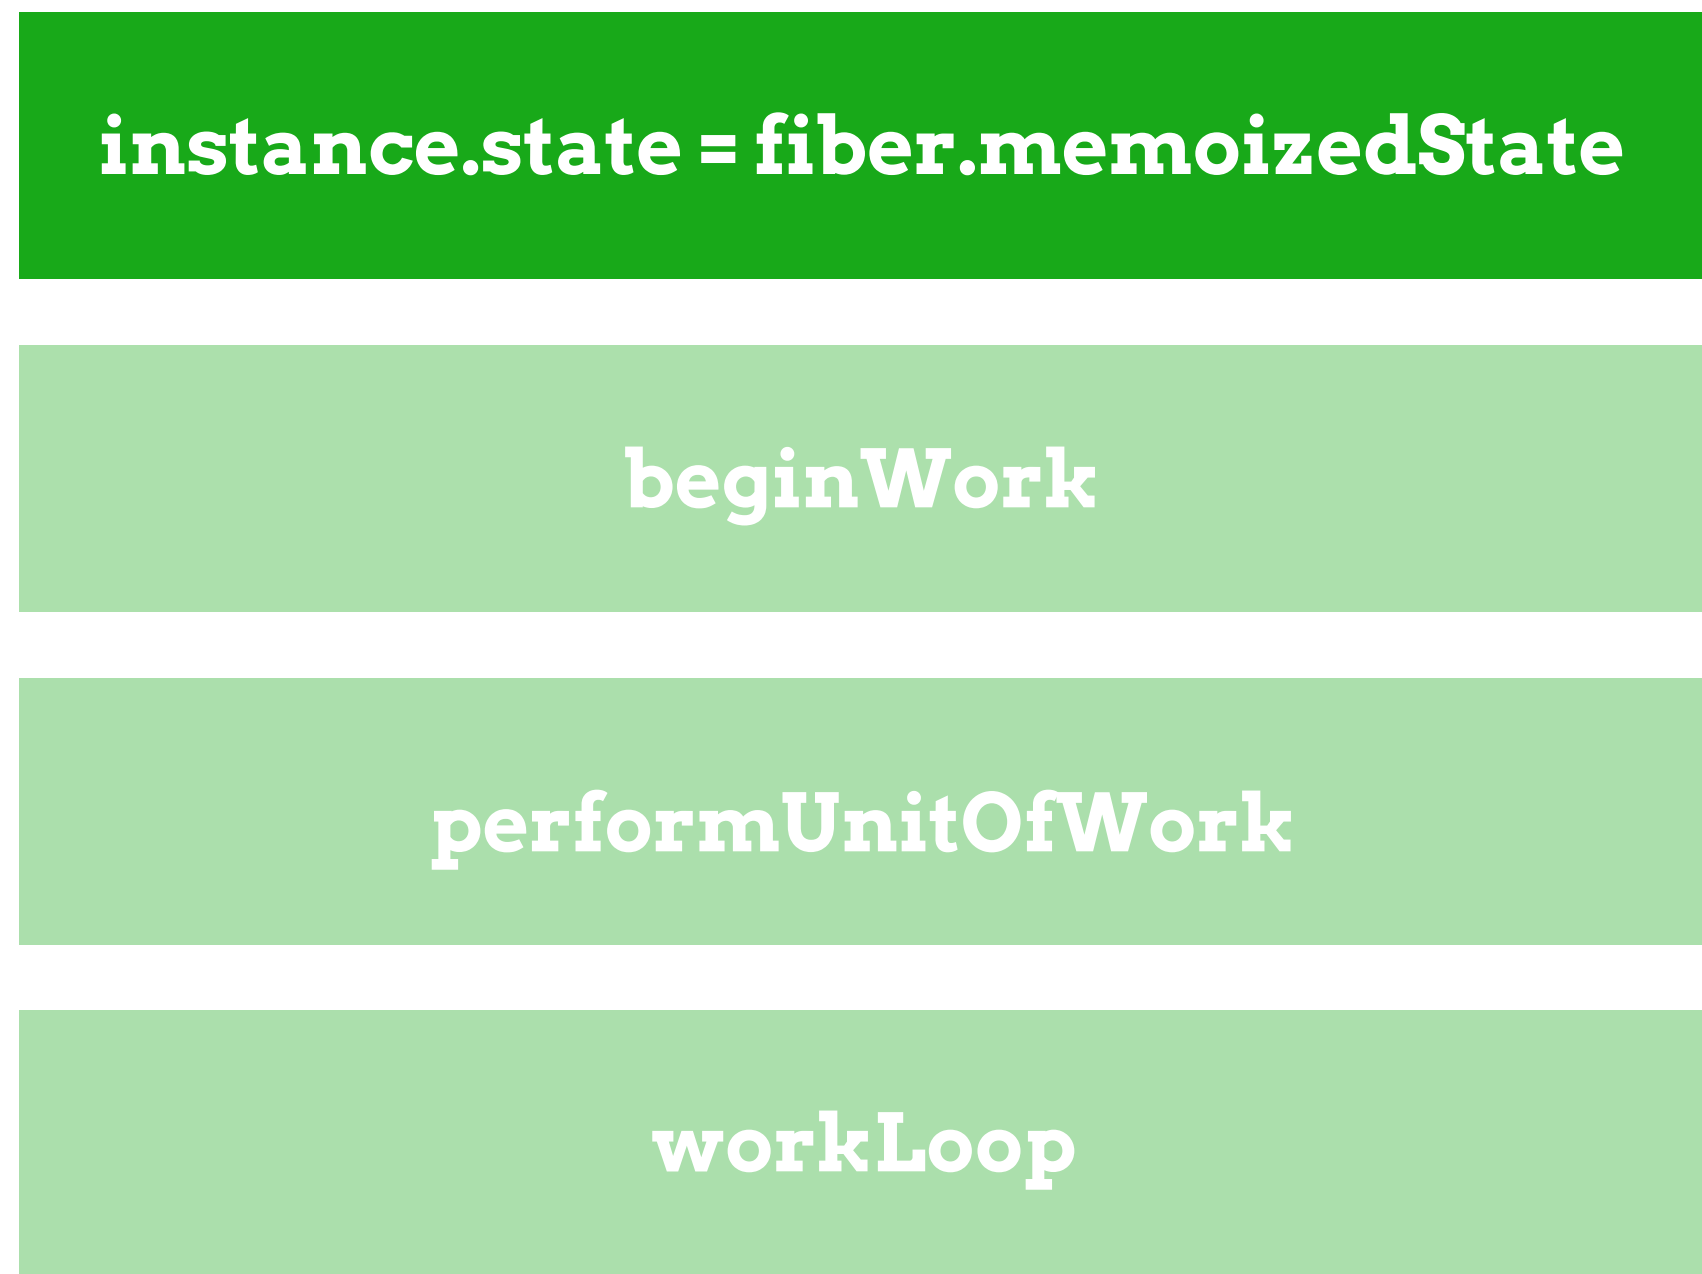 instance.state = fiber.memoizedState
beginWork
performUnitOfWork
workLoop